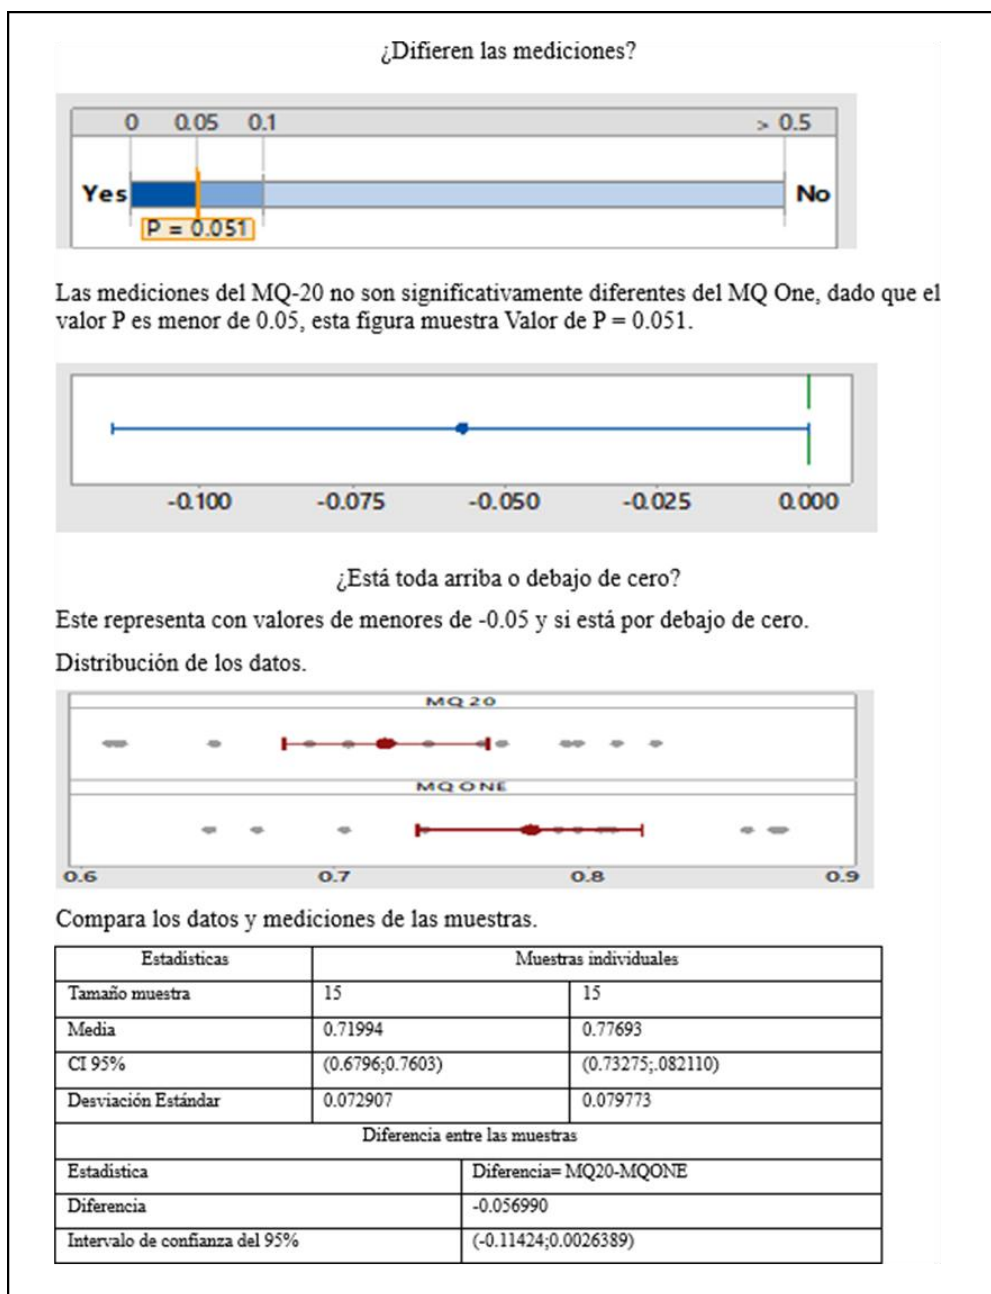 ¿Difieren las mediciones?
0 0.05 0.1 > 0.5
Yes No
P = 0.051
Las mediciones del MQ-20 no son significativamente diferentes del MQ One, dado que el
valor P es menor de 0.05, esta figura muestra Valor de P = 0.051.
-0.100 -0.075 -0.050 -0.025 0.000
¿Está toda arriba o debajo de cero?
Este representa con valores de menores de -0.05 y si está por debajo de cero.
Distribución de los datos.
MQ 20
MQ ONE
0.6 0.7 0.8 0.9
Compara los datos y mediciones de las muestras.
Estadísticas Muestras individuales
Tamaño muestra 15 15
Media 0.71994 0.77693
CI 95% (0.6796;0.7603) (0.73275;.082110)
Desviación Estándar 0.072907 0.079773
Diferencia entre las muestras
Estadística Diferencia= MQ20-MQONE
Diferencia -0.056990
Intervalo de confianza del 95% (-0.11424;0.0026389)